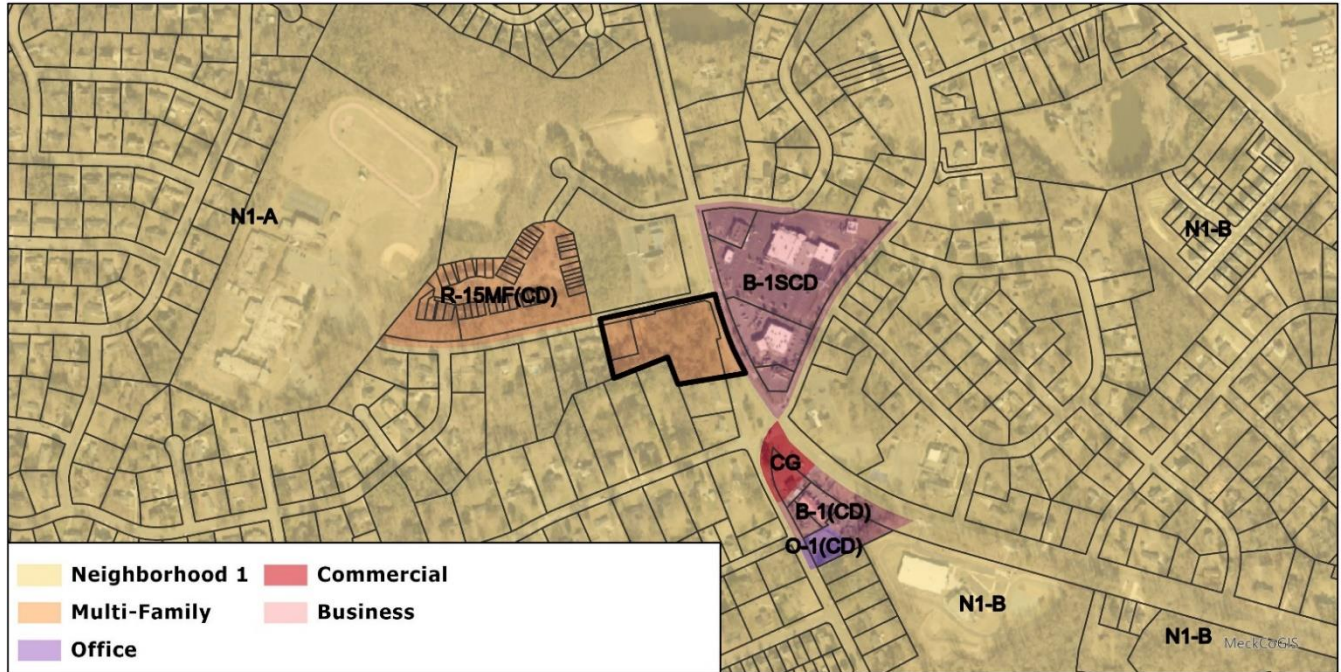 N1-A
N1-B
B-1SCD
R-15MF(CD)
CG
B-1(CD)
O-1(CD)
N1-B
N1-B
MeckCoGIS
Neighborhood 1
Commercial
Multi-Family
Business
Office